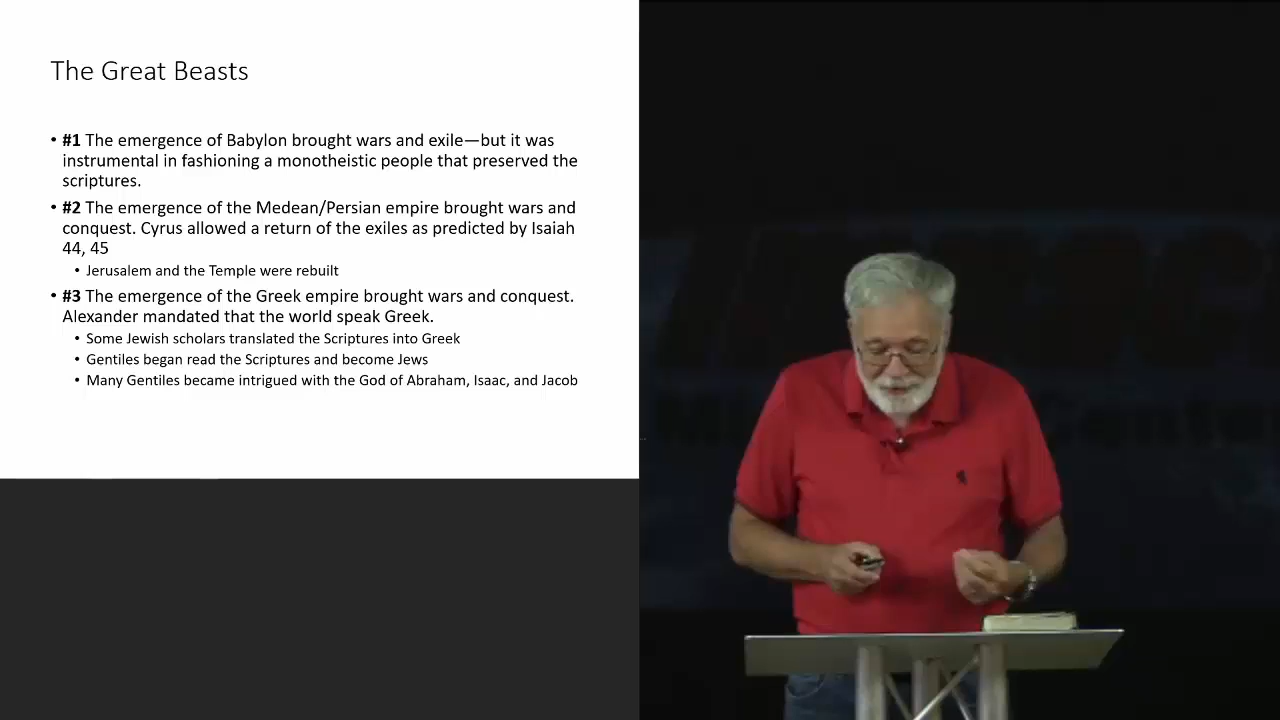 The Great Beasts
• #1 The emergence of Babylon brought wars and exile—but it was
instrumental in fashioning a monotheistic people that preserved the
scriptures.
• #2 The emergence of the Medean/Persian empire brought wars and
conquest. Cyrus allowed a return of the exiles as predicted by Isaiah
44, 45
• Jerusalem and the Temple were rebuilt
• #3 The emergence of the Greek empire brought wars and conquest.
Alexander mandated that the world speak Greek.
• Some Jewish scholars translated the Scriptures into Greek
• Gentiles began read the Scriptures and become Jews
• Many Gentiles became intrigued with the God of Abraham, Isaac, and Jacob